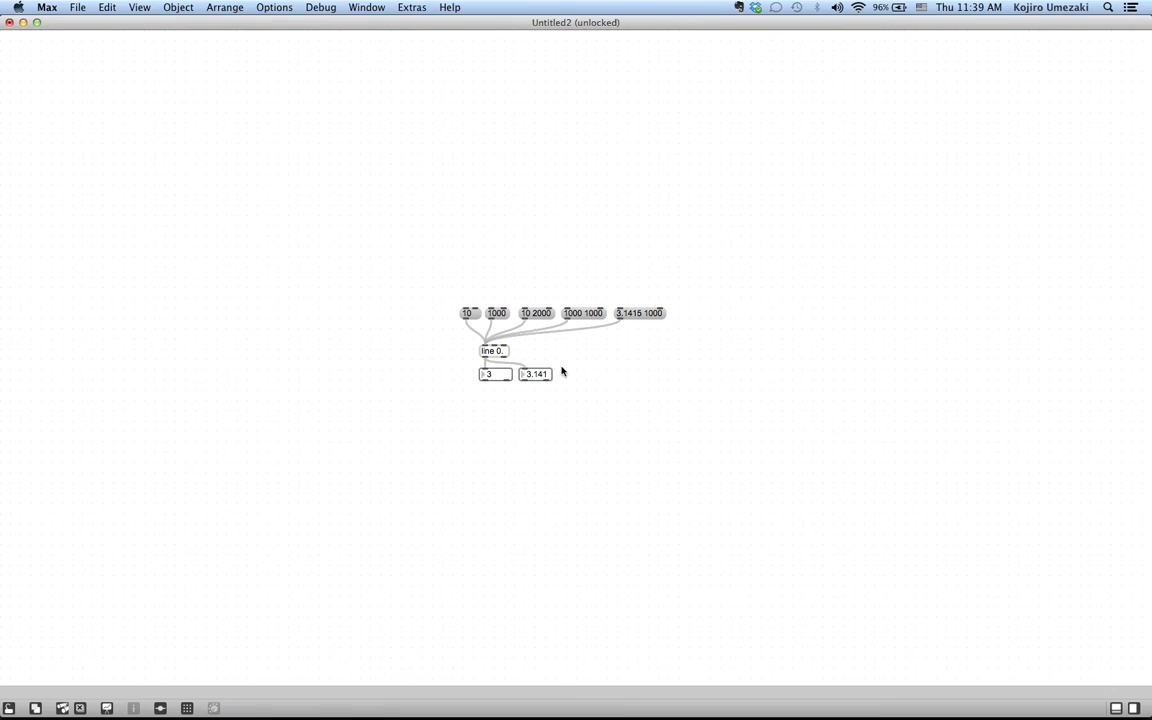 Max File Edit View Object Arrange Options Debug Window Extras Help 96% Thu 11:39 AM Kojiro Umezaki
Untitled2 (unlocked)
10 1000 10 2000 1000 1000 3.1415 1000
line 0.
3 3.141